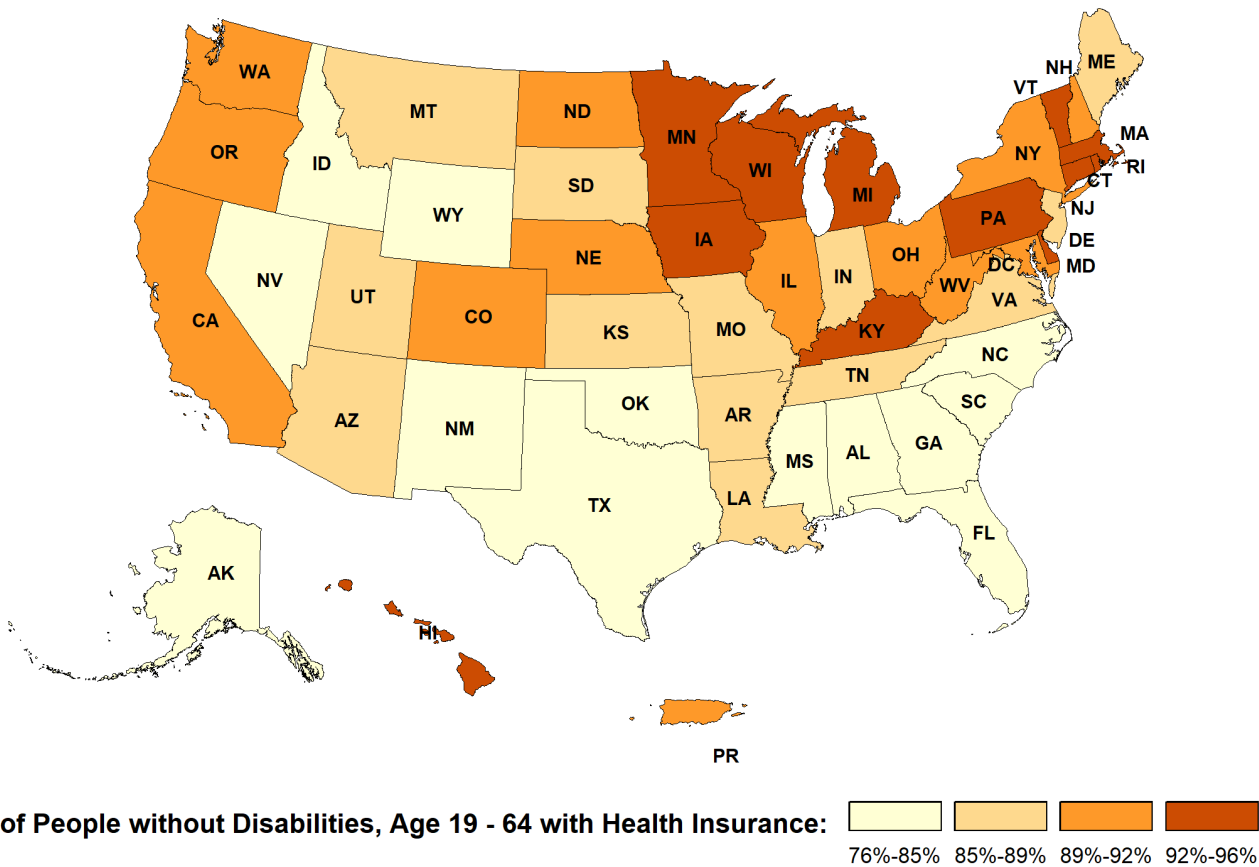 ME
NH
VT
WA
MT
ND
MN
MA
OR
ID
SD
WI
NY
RI
CT
MI
WY
PA
NJ
IA
DE
NE
OH
DC
MD
NV
IL
IN
WV
UT
VA
CA
CO
KS
MO
KY
NC
TN
OK
SC
AZ
NM
AR
GA
MS
AL
LA
TX
FL
AK
HI
PR
of People without Disabilities, Age 19 - 64 with Health Insurance:
76%-85% 85%-89% 89%-92% 92%-96%